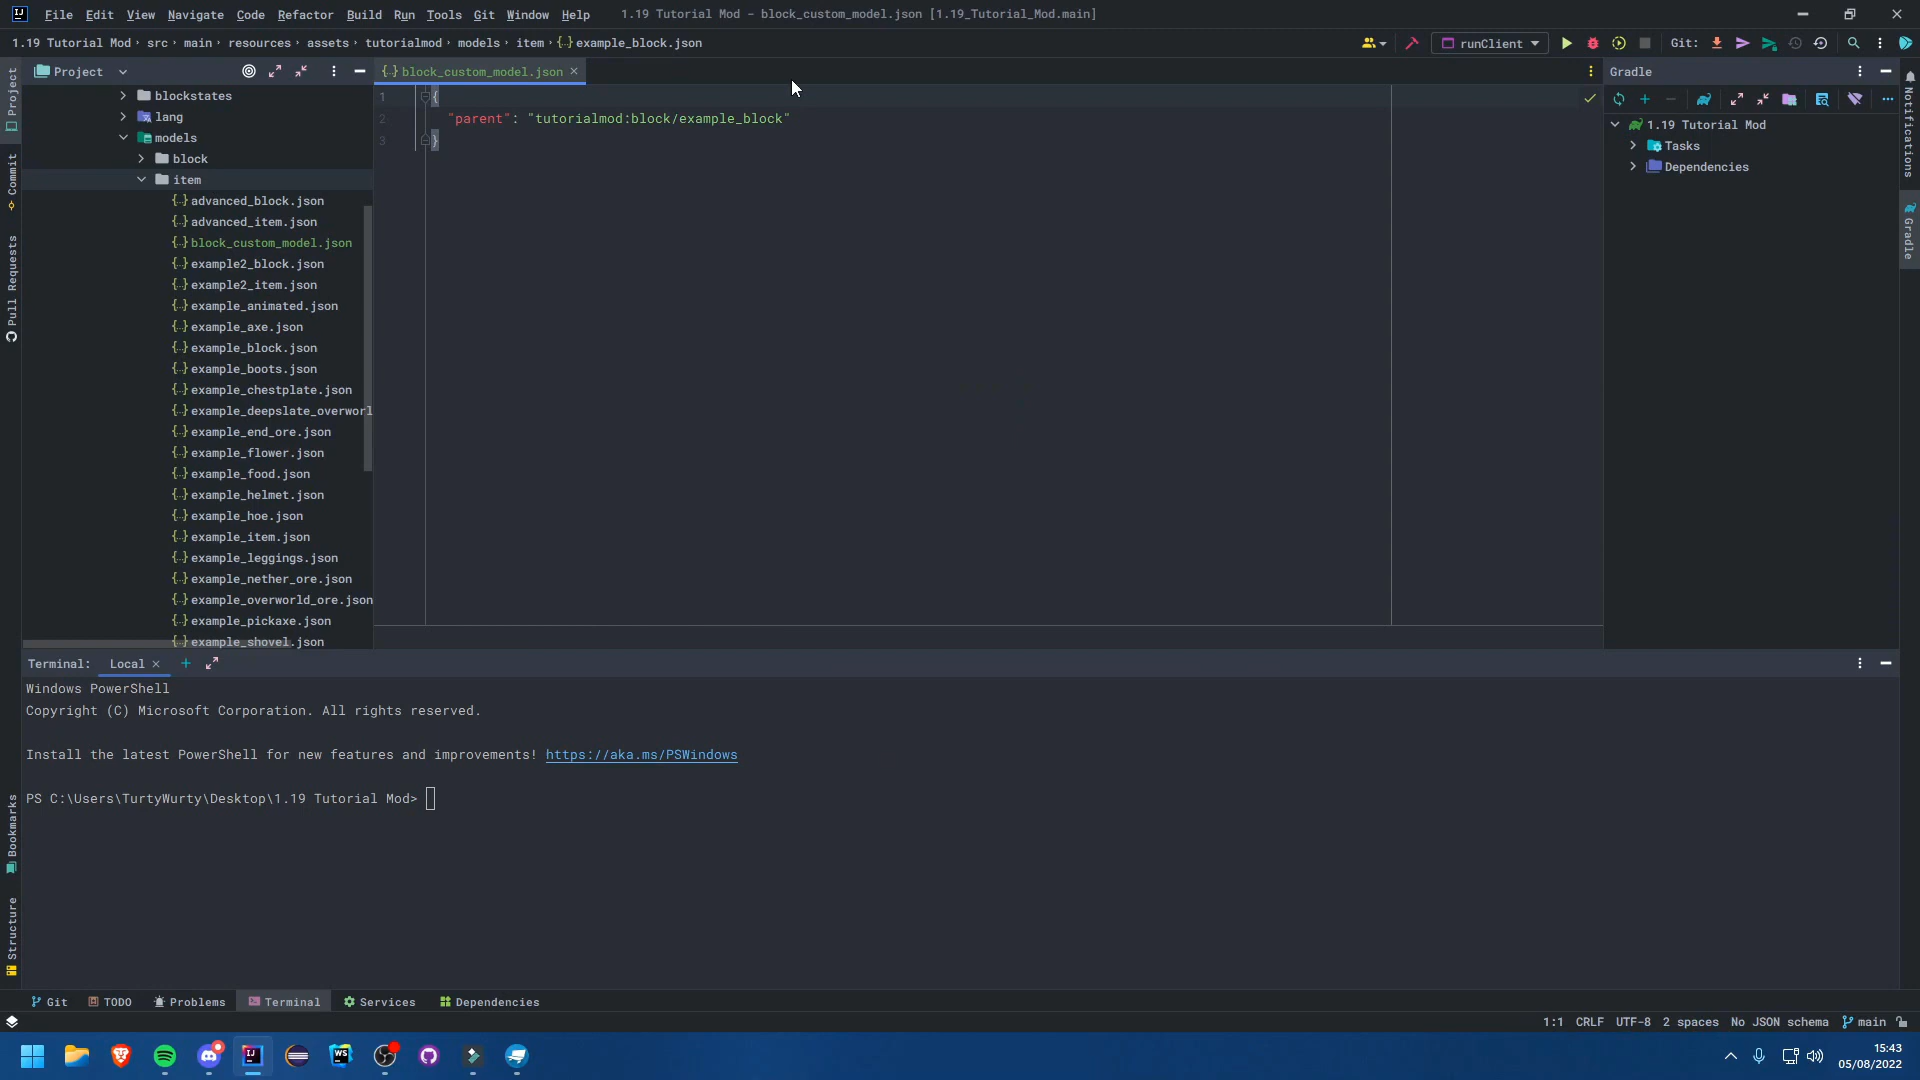 File Edit View Navigate Code Refactor Build Run Tools Git Window Help 1.19 Tutorial Mod - block_custom_model.json [1.19_Tutorial_Mod.main]
1.19 Tutorial Mod › src › main › resources › assets › tutorialmod › models › item › example_block.json
runClient Git:
Project
block_custom_model.json
Gradle
blockstates
lang
models
block
item
advanced_block.json
advanced_item.json
block_custom_model.json
example2_block.json
example2_item.json
example_animated.json
example_axe.json
example_block.json
example_boots.json
example_chestplate.json
example_deepslate_overworl
example_end_ore.json
example_flower.json
example_food.json
example_helmet.json
example_hoe.json
example_item.json
example_leggings.json
example_nether_ore.json
example_overworld_ore.json
example_pickaxe.json
example_shovel.json
1 {
2 "parent": "tutorialmod:block/example_block"
3 }
1.19 Tutorial Mod
Tasks
Dependencies
Project
Commit
Pull Requests
Bookmarks
Structure
Notifications
Gradle
Terminal: Local
Windows PowerShell
Copyright (C) Microsoft Corporation. All rights reserved.
Install the latest PowerShell for new features and improvements! https://aka.ms/PSWindows
PS C:\Users\TurtyWurty\Desktop\1.19 Tutorial Mod>
Git TODO Problems Terminal Services Dependencies
1:1 CRLF UTF-8 2 spaces No JSON schema main
15:43
05/08/2022